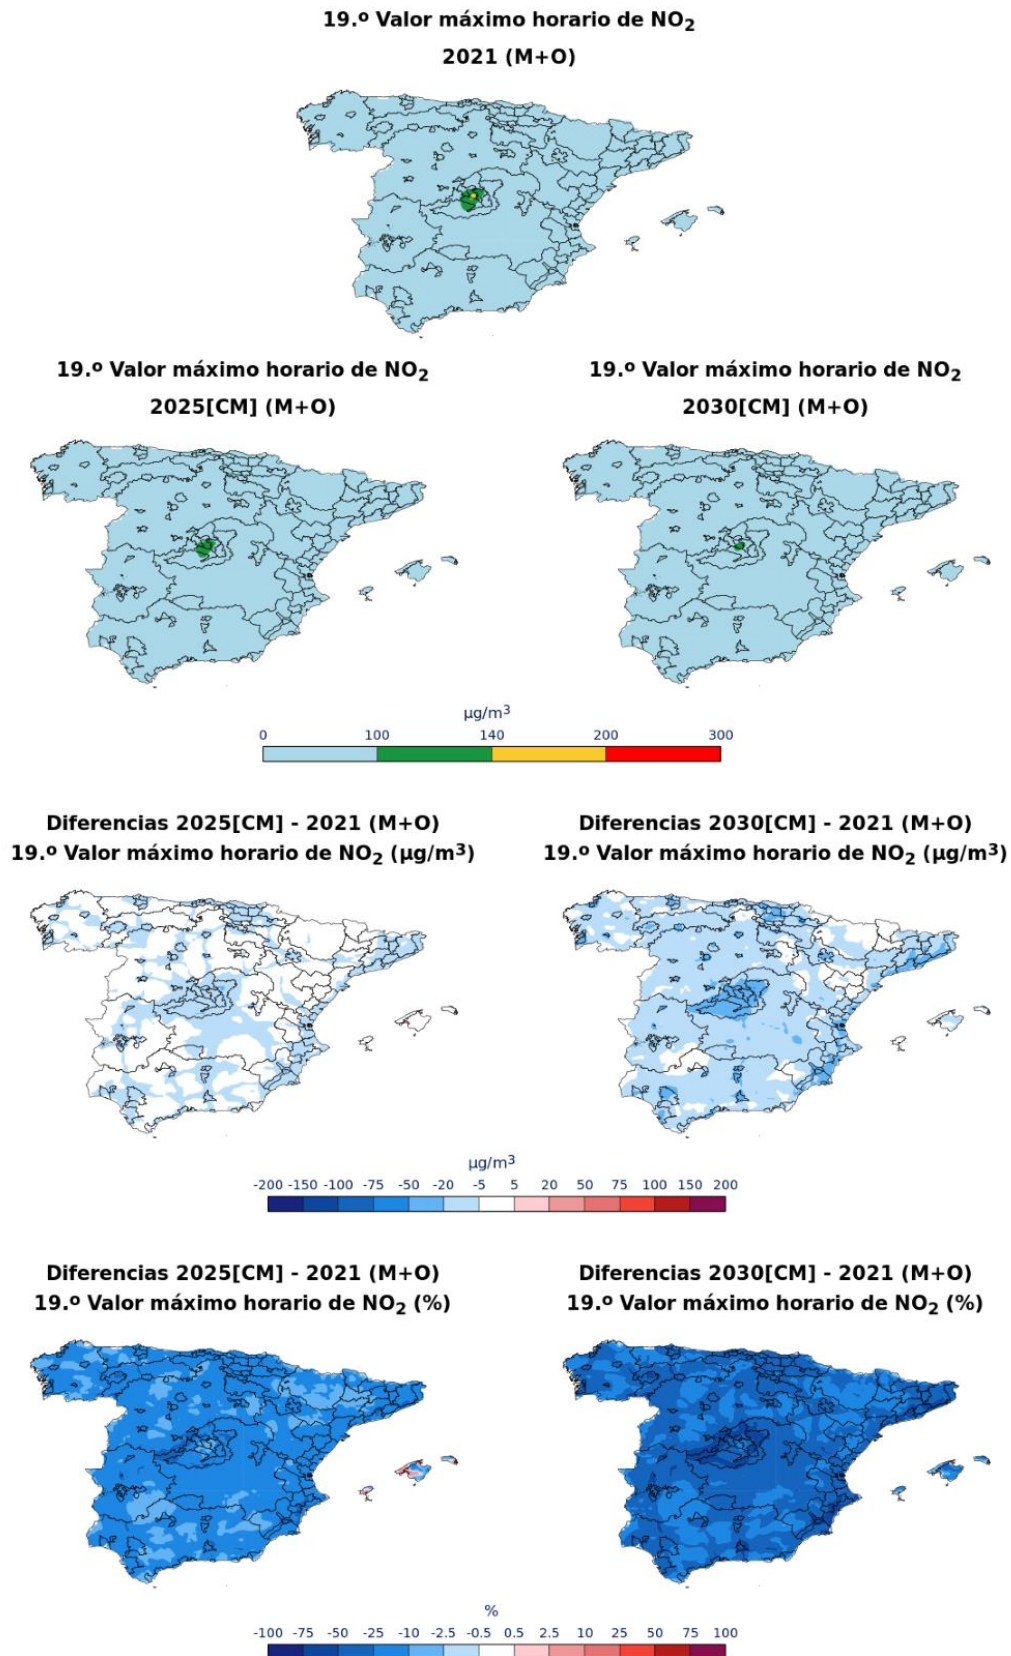 19.º Valor máximo horario de NO2
2021 (M+O)
19.º Valor máximo horario de NO2
2025[CM] (M+O)
19.º Valor máximo horario de NO2
2030[CM] (M+O)
µg/m3
0 100 140 200 300
Diferencias 2025[CM] - 2021 (M+O)
19.º Valor máximo horario de NO2 (µg/m3)
Diferencias 2030[CM] - 2021 (M+O)
19.º Valor máximo horario de NO2 (µg/m3)
µg/m3
-200 -150 -100 -75 -50 -20 -5 5 20 50 75 100 150 200
Diferencias 2025[CM] - 2021 (M+O)
19.º Valor máximo horario de NO2 (%)
Diferencias 2030[CM] - 2021 (M+O)
19.º Valor máximo horario de NO2 (%)
%
-100 -75 -50 -25 -10 -2.5 -0.5 0.5 2.5 10 25 50 75 100